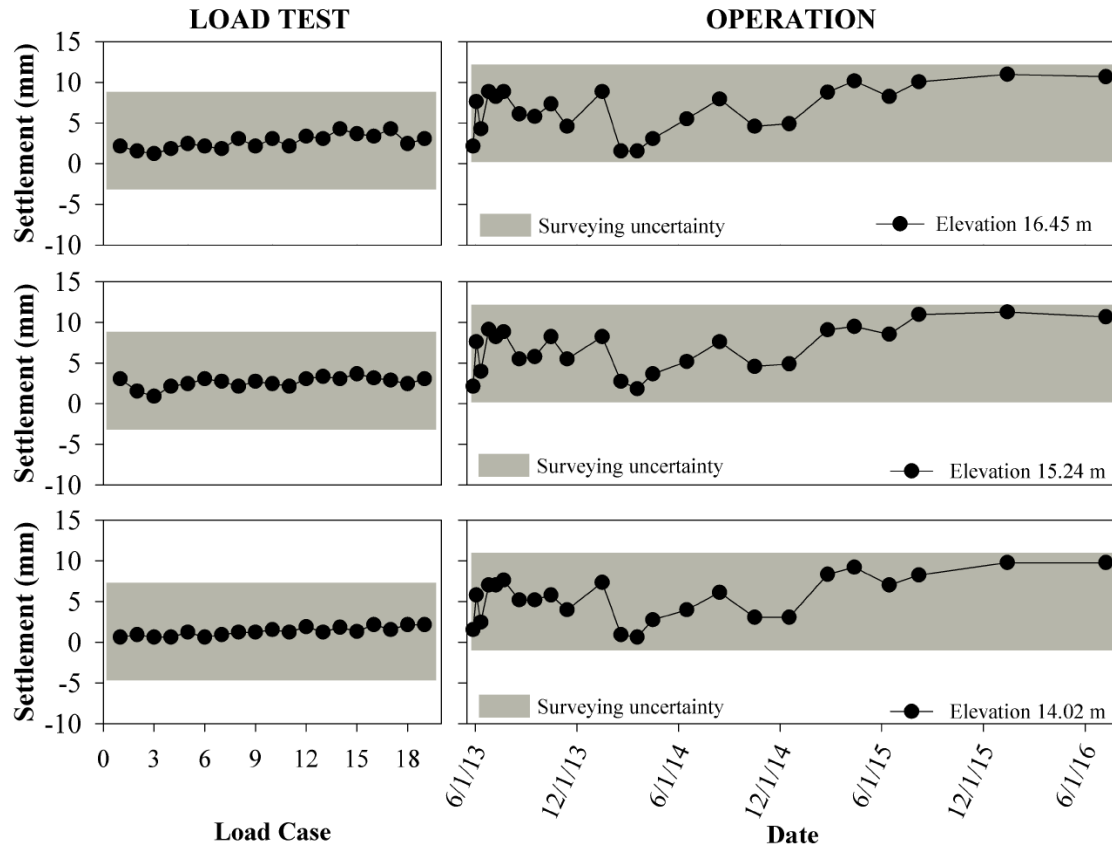 LOAD TEST
OPERATION
Settlement (mm)
15
10
5
0
-5
-10
Surveying uncertainty
Elevation 16.45 m
Settlement (mm)
15
10
5
0
-5
-10
Surveying uncertainty
Elevation 15.24 m
Settlement (mm)
15
10
5
0
-5
-10
Surveying uncertainty
Elevation 14.02 m
0 3 6 9 12 15 18
6/1/13 12/1/13 6/1/14 12/1/14 6/1/15 12/1/15 6/1/16
Load Case
Date